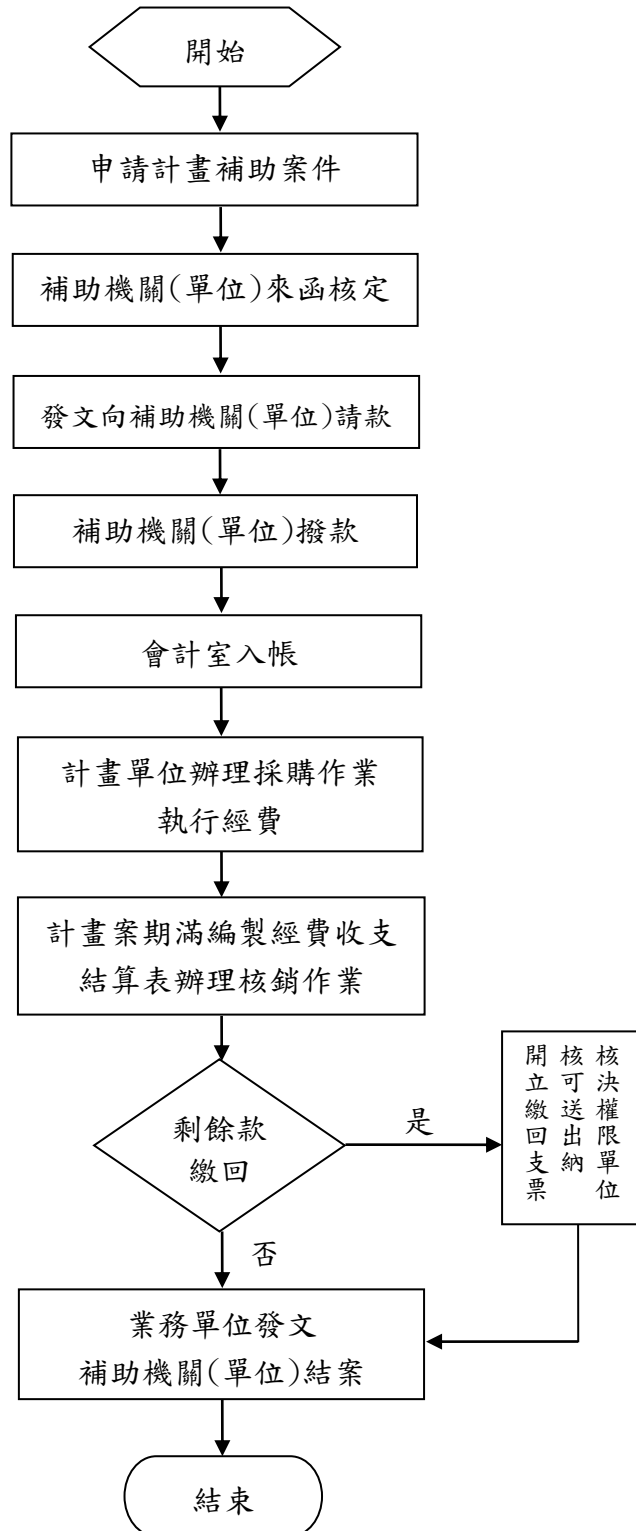 開始
申請計畫補助案件
補助機關(單位)來函核定
發文向補助機關(單位)請款
補助機關(單位)撥款
會計室入帳
計畫單位辦理採購作業
執行經費
計畫案期滿編製經費收支
結算表辦理核銷作業
剩餘款
繳回
是
核決權限單位
核可送出納
開立繳回支票
否
業務單位發文
補助機關(單位)結案
結束